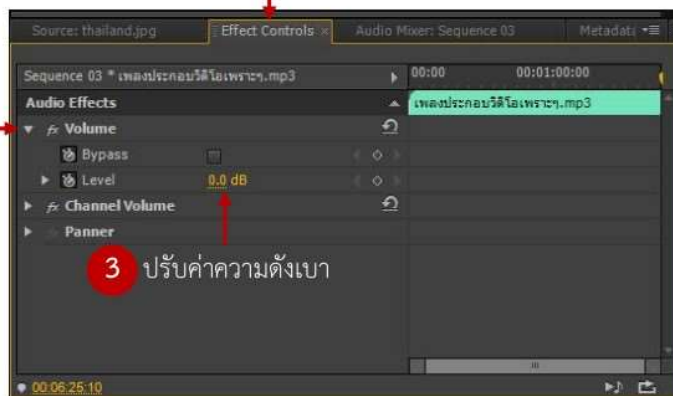 Source: thailand.jpg Effect Controls × Audio Mixer: Sequence 03 Metadata
Sequence 03 * เพลงประกอบวิดีโอเพราะๆ.mp3 00:00 00:01:00:00
Audio Effects เพลงประกอบวิดีโอเพราะๆ.mp3
fx Volume
Bypass
Level 0.0 dB
fx Channel Volume
Panner
3 ปรับค่าความดังเบา
00:06:25:10